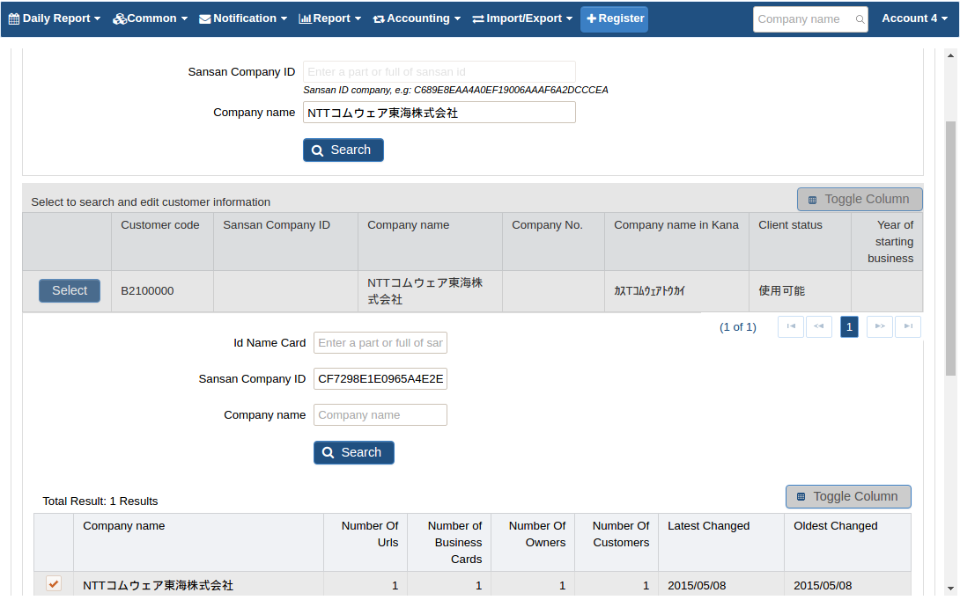 Daily Report Common Notification Report Accounting Import/Export Register Company name Account 4
Sansan Company ID Enter a part or full of sansan id
Sansan ID company, e.g: C689E8EAA4A0EF19006AAAF6A2DCCCEA
Company name NTTコムウェア東海株式会社
Search
Select to search and edit customer information Toggle Column
Customer code Sansan Company ID Company name Company No. Company name in Kana Client status Year of
starting
business
Select B2100000 NTTコムウェア東海株 ｶｽTｺﾑｳｪｱﾄｳｶｲ 使用可能
式会社
(1 of 1) 1
Id Name Card Enter a part or full of sar
Sansan Company ID CF7298E1E0965A4E2E
Company name Company name
Search
Total Result: 1 Results Toggle Column
Company name Number Of Number of Number Of Number Of Latest Changed Oldest Changed
Urls Business Owners Customers
Cards
NTTコムウェア東海株式会社 1 1 1 1 2015/05/08 2015/05/08